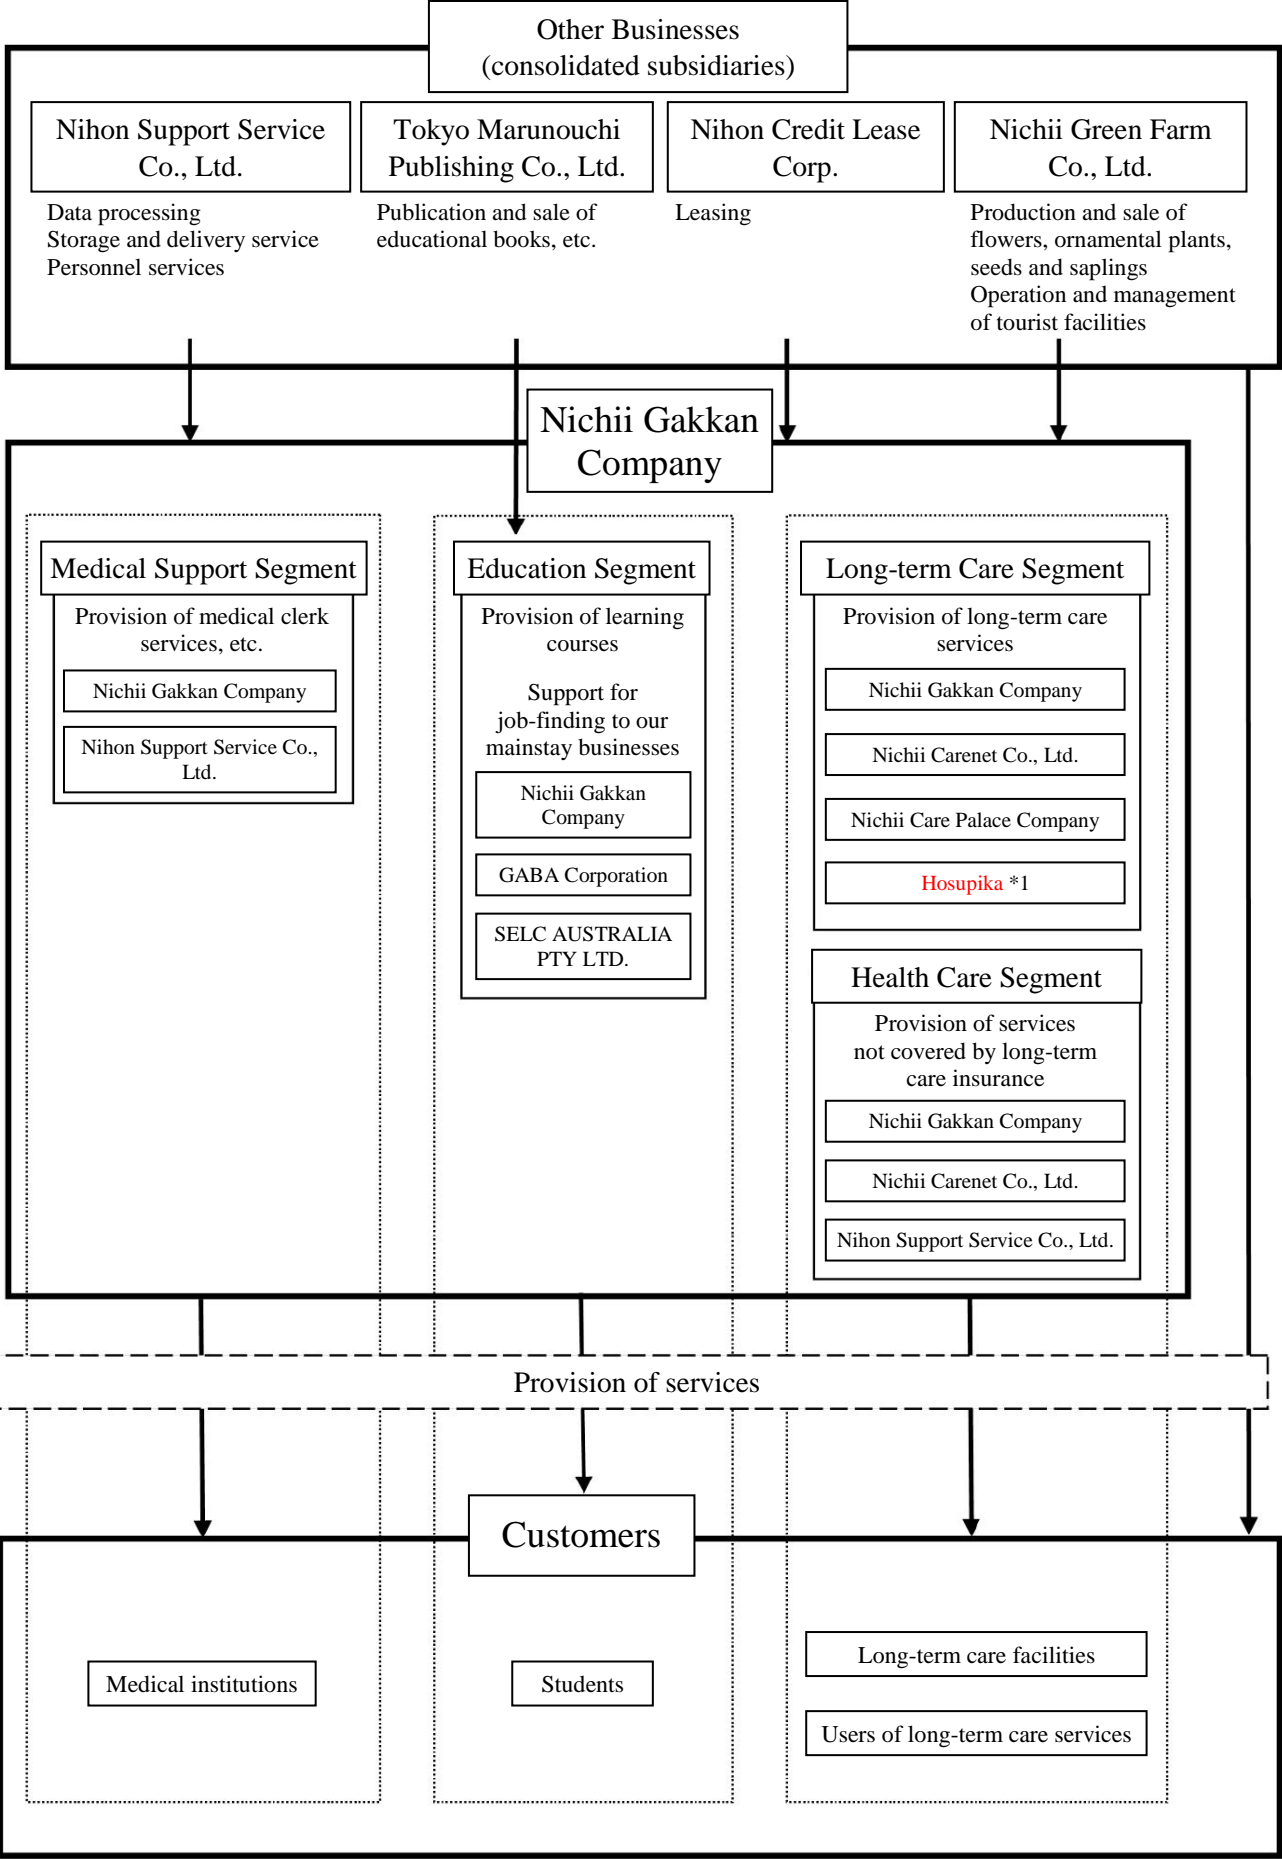 Other Businesses
(consolidated subsidiaries)
Nihon Support Service
Co., Ltd.
Data processing
Storage and delivery service
Personnel services
Tokyo Marunouchi
Publishing Co., Ltd.
Publication and sale of
educational books, etc.
Nihon Credit Lease
Corp.
Leasing
Nichii Green Farm
Co., Ltd.
Production and sale of
flowers, ornamental plants,
seeds and saplings
Operation and management
of tourist facilities
Nichii Gakkan
Company
Medical Support Segment
Provision of medical clerk
services, etc.
Nichii Gakkan Company
Nihon Support Service Co.,
Ltd.
Education Segment
Provision of learning
courses
Support for
job-finding to our
mainstay businesses
Nichii Gakkan
Company
GABA Corporation
SELC AUSTRALIA
PTY LTD.
Long-term Care Segment
Provision of long-term care
services
Nichii Gakkan Company
Nichii Carenet Co., Ltd.
Nichii Care Palace Company
Hosupika *1
Health Care Segment
Provision of services
not covered by long-term
care insurance
Nichii Gakkan Company
Nichii Carenet Co., Ltd.
Nihon Support Service Co., Ltd.
Provision of services
Customers
Medical institutions
Students
Long-term care facilities
Users of long-term care services